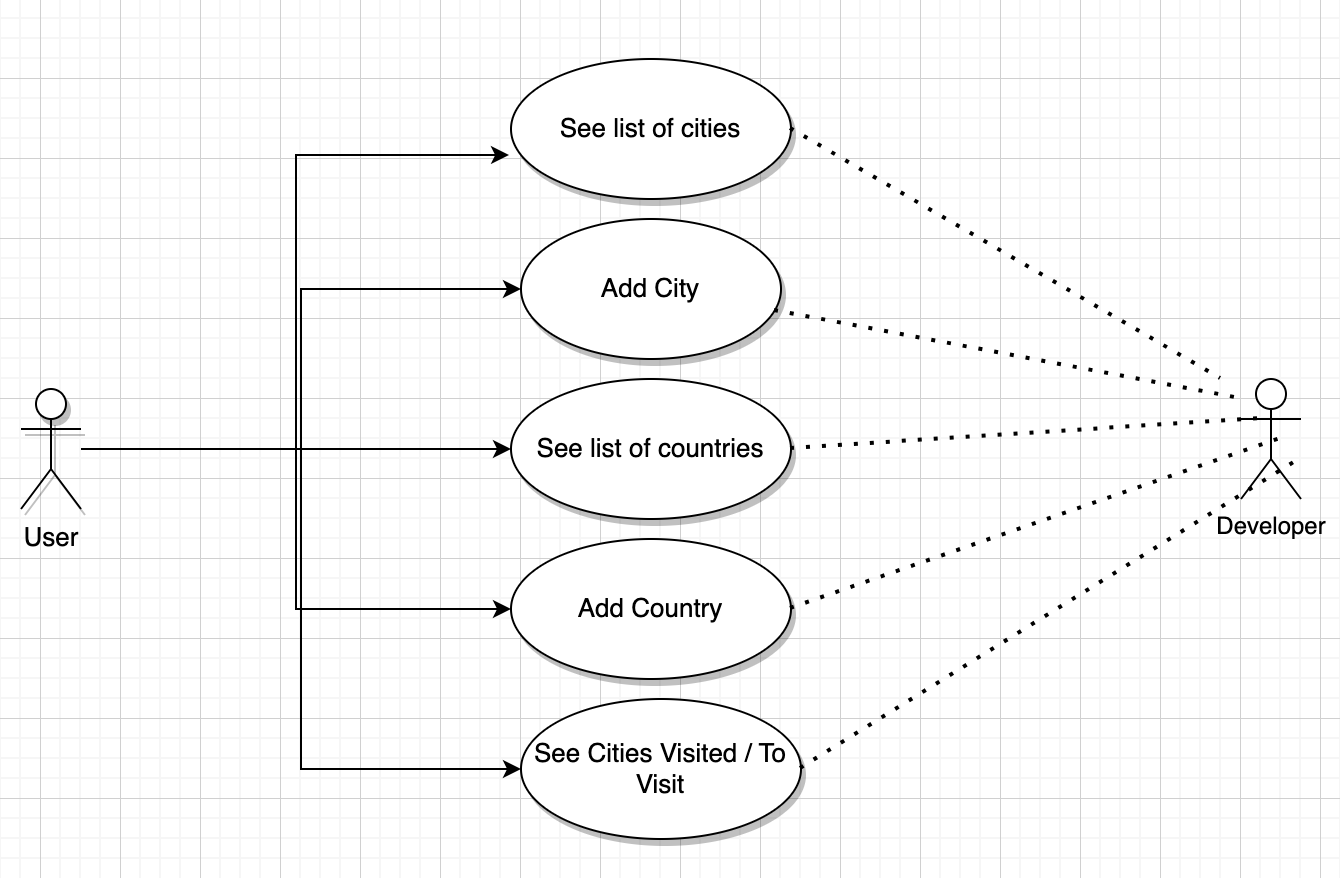 See list of cities
Add City
See list of countries
User
Developer
Add Country
See Cities Visited / To
Visit